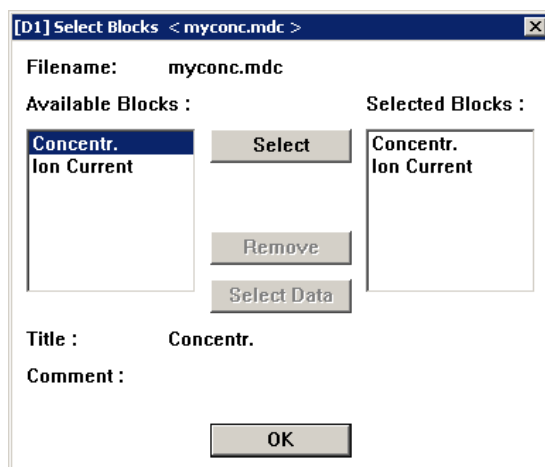 [D1] Select Blocks < myconc.mdc >
Filename: myconc.mdc
Available Blocks : Selected Blocks :
Concentr. Select Concentr.
Ion Current Ion Current
Remove
Select Data
Title : Concentr.
Comment :
OK